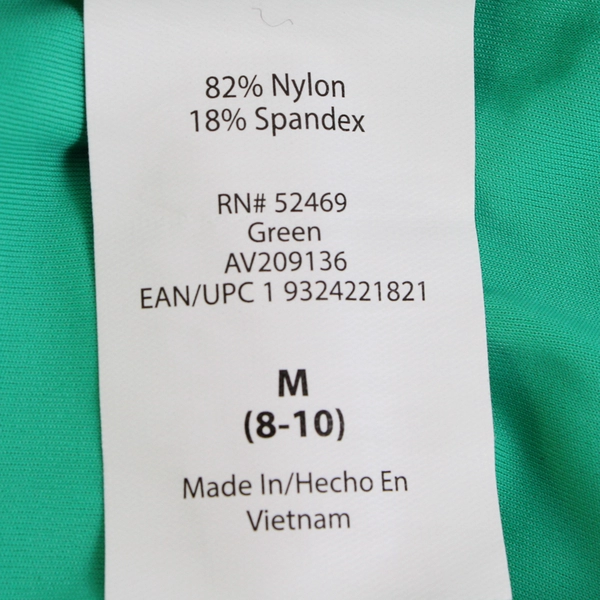 82% Nylon
18% Spandex
RN# 52469
Green
AV209136
EAN/UPC 1 9324221821
M
(8-10)
Made In/Hecho En
Vietnam